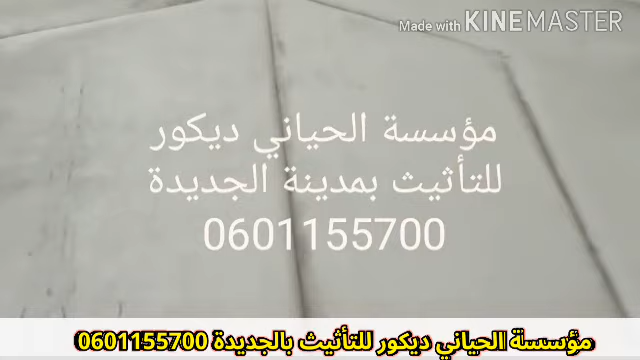 Made with KINEMASTER
مؤسسة الحياني ديكور
للتأثيث بمدينة الجديدة
0601155700
مؤسسة الحياني ديكور للتأثيث بالجديدة 0601155700